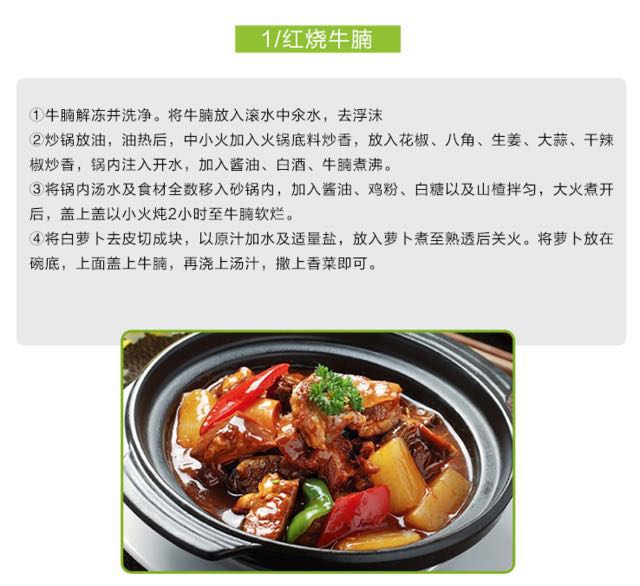 1/红烧牛腩
①牛腩解冻并洗净。将牛腩放入滚水中汆水，去浮沫
②炒锅放油，油热后，中小火加入火锅底料炒香，放入花椒、八角、生姜、大蒜、干辣
椒炒香，锅内注入开水，加入酱油、白酒、牛腩煮沸。
③将锅内汤水及食材全数移入砂锅内，加入酱油、鸡粉、白糖以及山楂拌匀，大火煮开
后，盖上盖以小火炖2小时至牛腩软烂。
④将白萝卜去皮切成块，以原汁加水及适量盐，放入萝卜煮至熟透后关火。将萝卜放在
碗底，上面盖上牛腩，再浇上汤汁，撒上香菜即可。